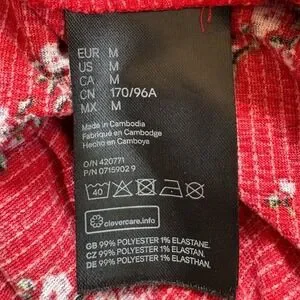 EUR M
US M
CA M
CN 170/96A
MX M
Made in Cambodia
Fabriqué en Cambodge
Hecho en Camboya
O/N 420771
P/N 0715902 9
40
clevercare.info
GB 99% POLYESTER 1% ELASTANE.
CZ 99% POLYESTER 1% ELASTAN.
DE 99% POLYESTER 1% ELASTHAN.